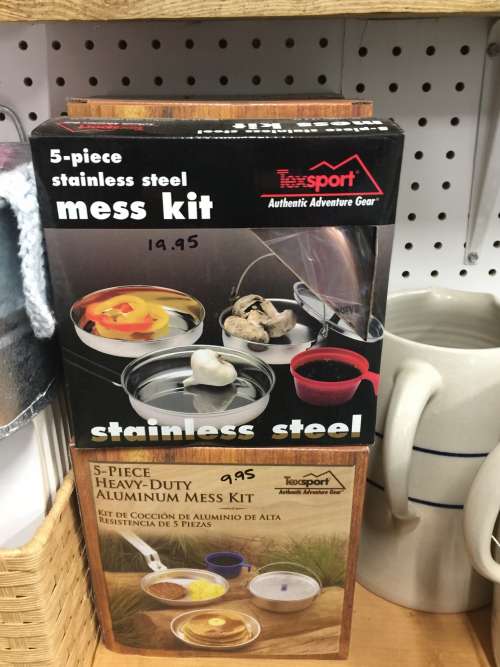 5-piece
stainless steel
mess kit
Texsport
Authentic Adventure Gear
19.95
stainless steel
5-PIECE
HEAVY-DUTY
ALUMINUM MESS KIT
9.95
Texsport
Authentic Adventure Gear
KIT DE COCCIÓN DE ALUMINIO DE ALTA
RESISTENCIA DE 5 PIEZAS